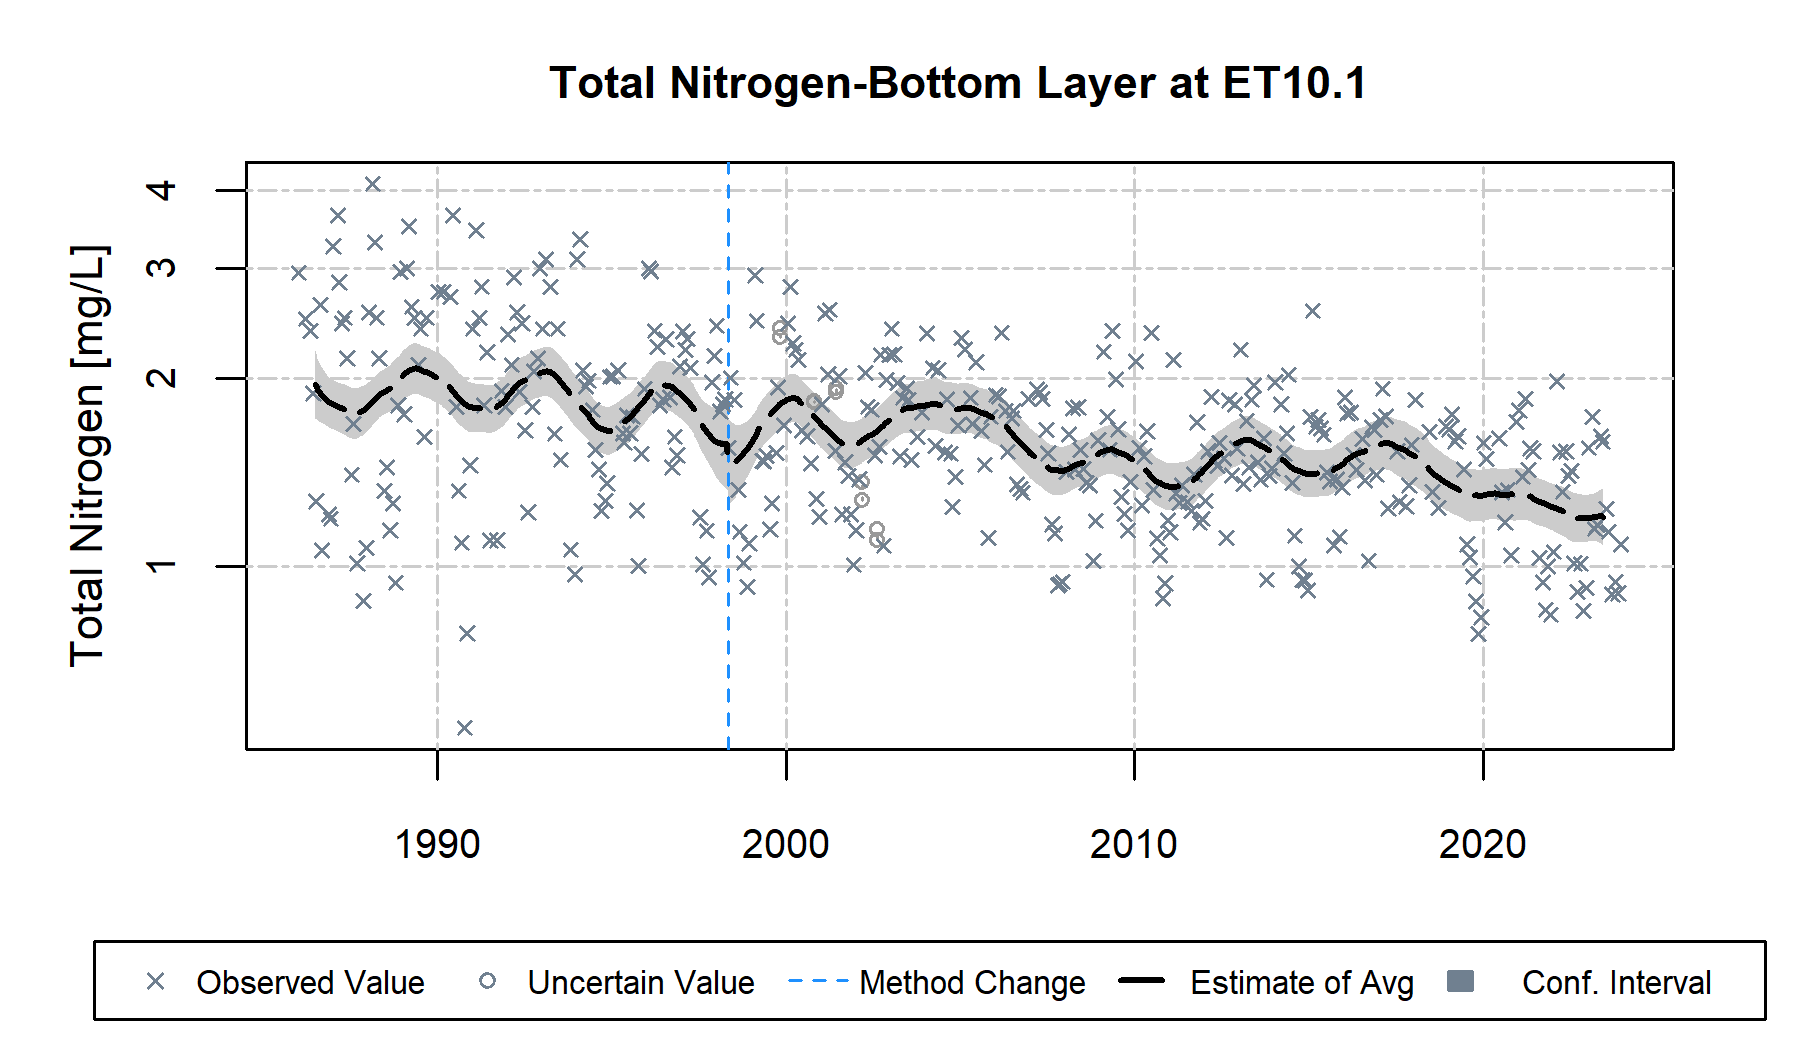 Total Nitrogen-Bottom Layer at ET10.1
Total Nitrogen [mg/L]
4
3
2
1
1990 2000 2010 2020
Observed Value Uncertain Value Method Change Estimate of Avg Conf. Interval